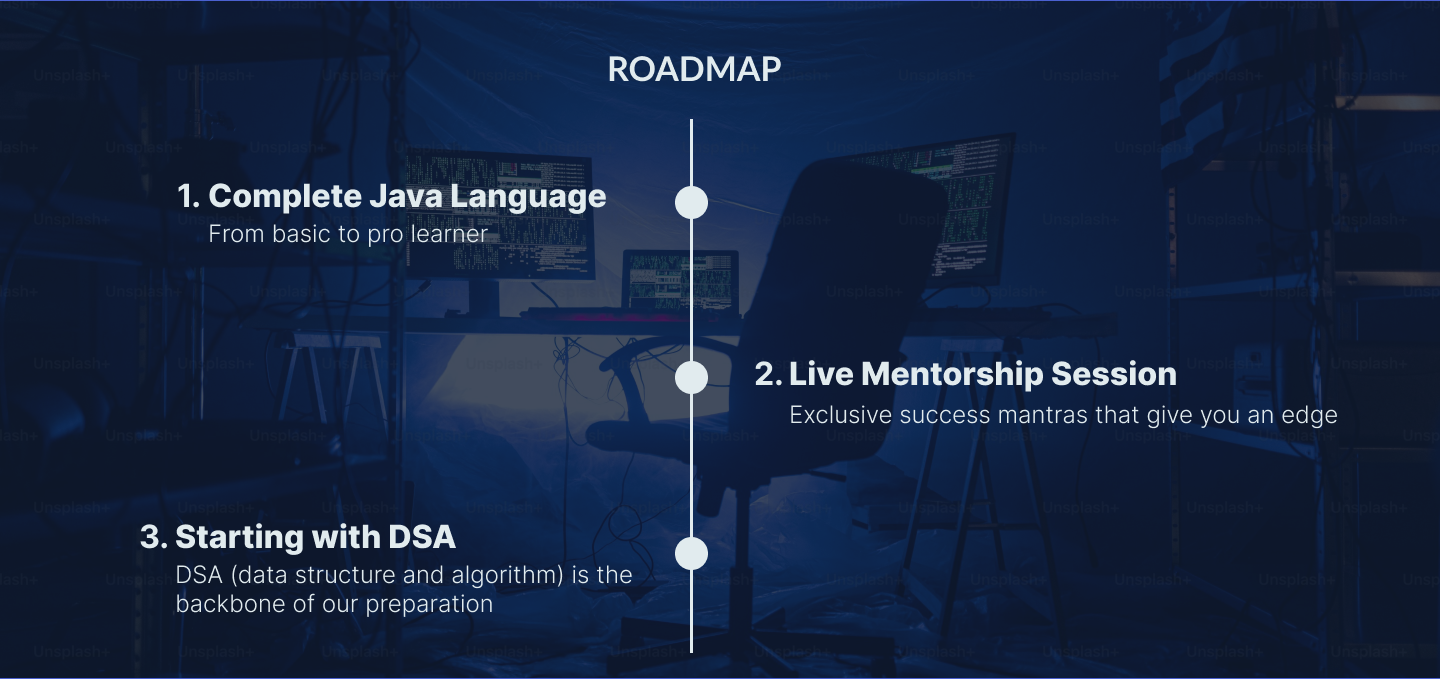 ROADMAP
1. Complete Java Language
From basic to pro learner
2. Live Mentorship Session
Exclusive success mantras that give you an edge
3. Starting with DSA
DSA (data structure and algorithm) is the
backbone of our preparation
Unsplash+